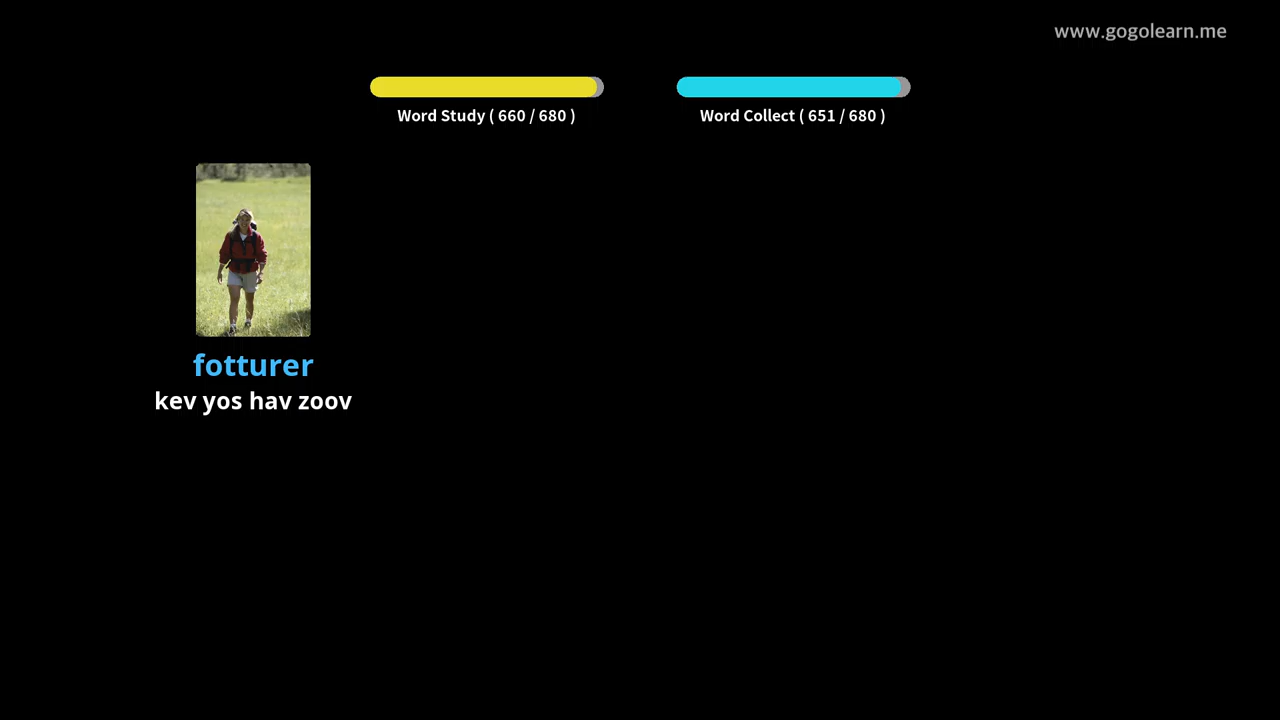 www.gogolearn.me
Word Study ( 660 / 680 )
Word Collect ( 651 / 680 )
fotturer
kev yos hav zoov